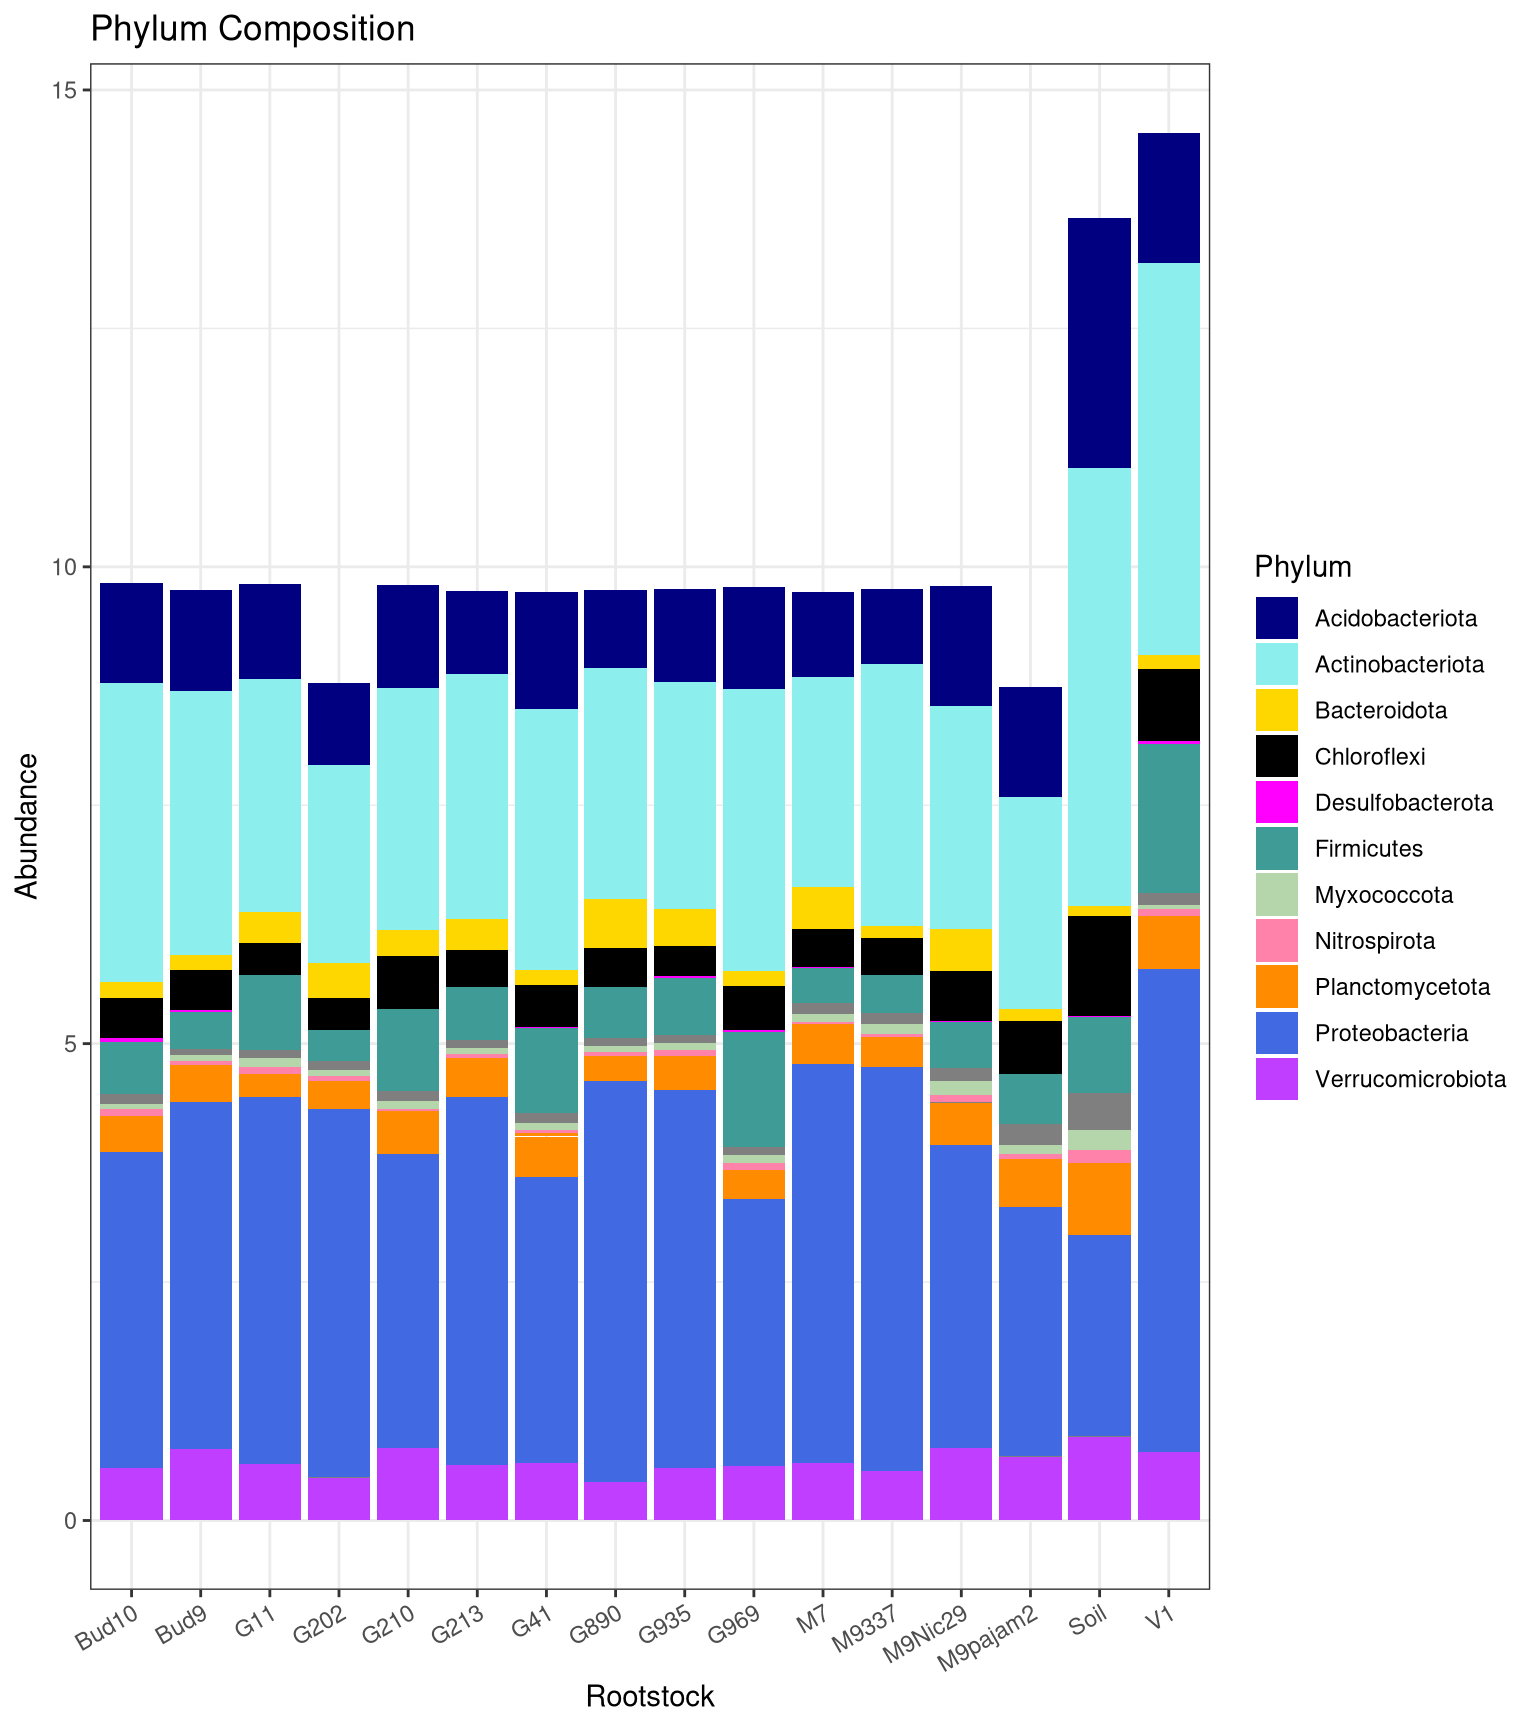 Phylum Composition
15
10
5
0
Abundance
Bud10
Bud9
G11
G202
G210
G213
G41
G890
G935
G969
M7
M9337
M9Nic29
M9pajam2
Soil
V1
Rootstock
Phylum
Acidobacteriota
Actinobacteriota
Bacteroidota
Chloroflexi
Desulfobacterota
Firmicutes
Myxococcota
Nitrospirota
Planctomycetota
Proteobacteria
Verrucomicrobiota